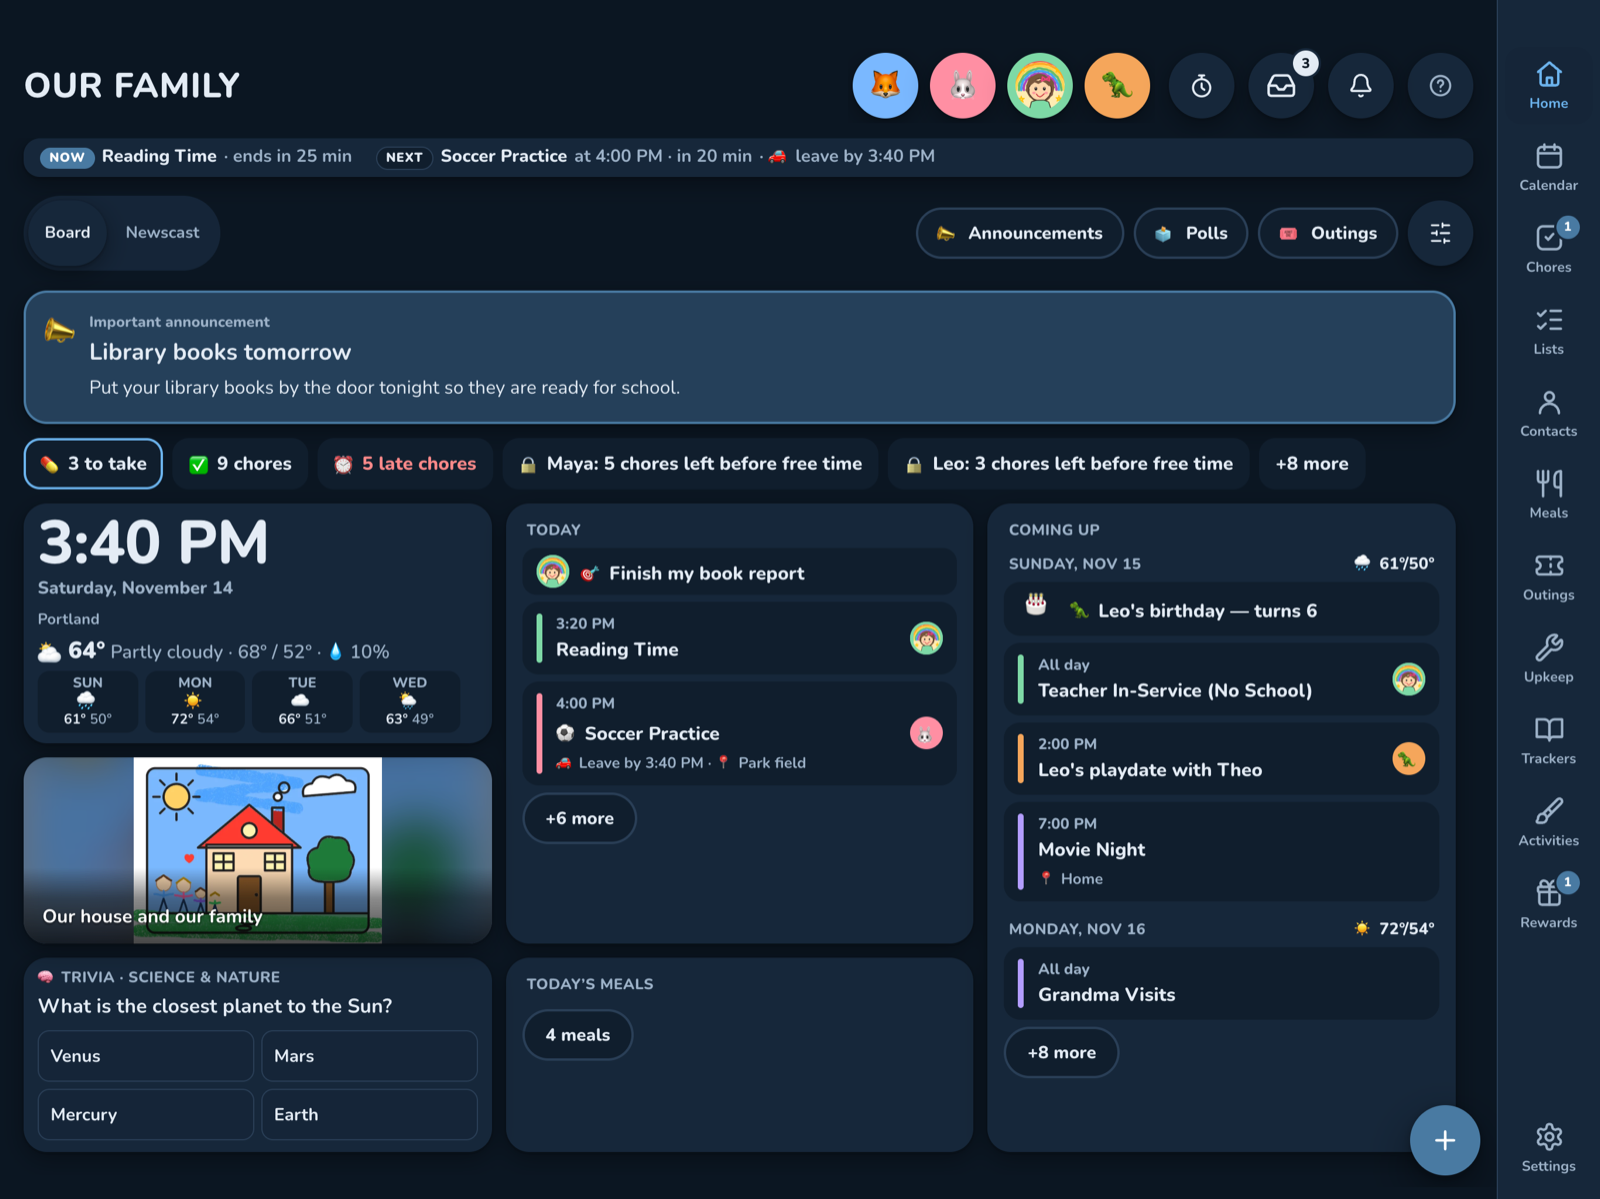 OUR FAMILY
3
NOW Reading Time · ends in 25 min NEXT Soccer Practice at 4:00 PM · in 20 min · leave by 3:40 PM
Board Newscast
Announcements Polls Outings
Important announcement
Library books tomorrow
Put your library books by the door tonight so they are ready for school.
3 to take 9 chores 5 late chores Maya: 5 chores left before free time Leo: 3 chores left before free time +8 more
3:40 PM
Saturday, November 14
Portland
64° Partly cloudy · 68° / 52° · 10%
SUN MON TUE WED
61° 50° 72° 54° 66° 51° 63° 49°
Our house and our family
TRIVIA · SCIENCE & NATURE
What is the closest planet to the Sun?
Venus Mars
Mercury Earth
TODAY
Finish my book report
3:20 PM
Reading Time
4:00 PM
Soccer Practice
Leave by 3:40 PM · Park field
+6 more
TODAY'S MEALS
4 meals
COMING UP
SUNDAY, NOV 15 61°/50°
Leo's birthday — turns 6
All day
Teacher In-Service (No School)
2:00 PM
Leo's playdate with Theo
7:00 PM
Movie Night
Home
MONDAY, NOV 16 72°/54°
All day
Grandma Visits
+8 more
Home
Calendar
1
Chores
Lists
Contacts
Meals
Outings
Upkeep
Trackers
Activities
1
Rewards
Settings